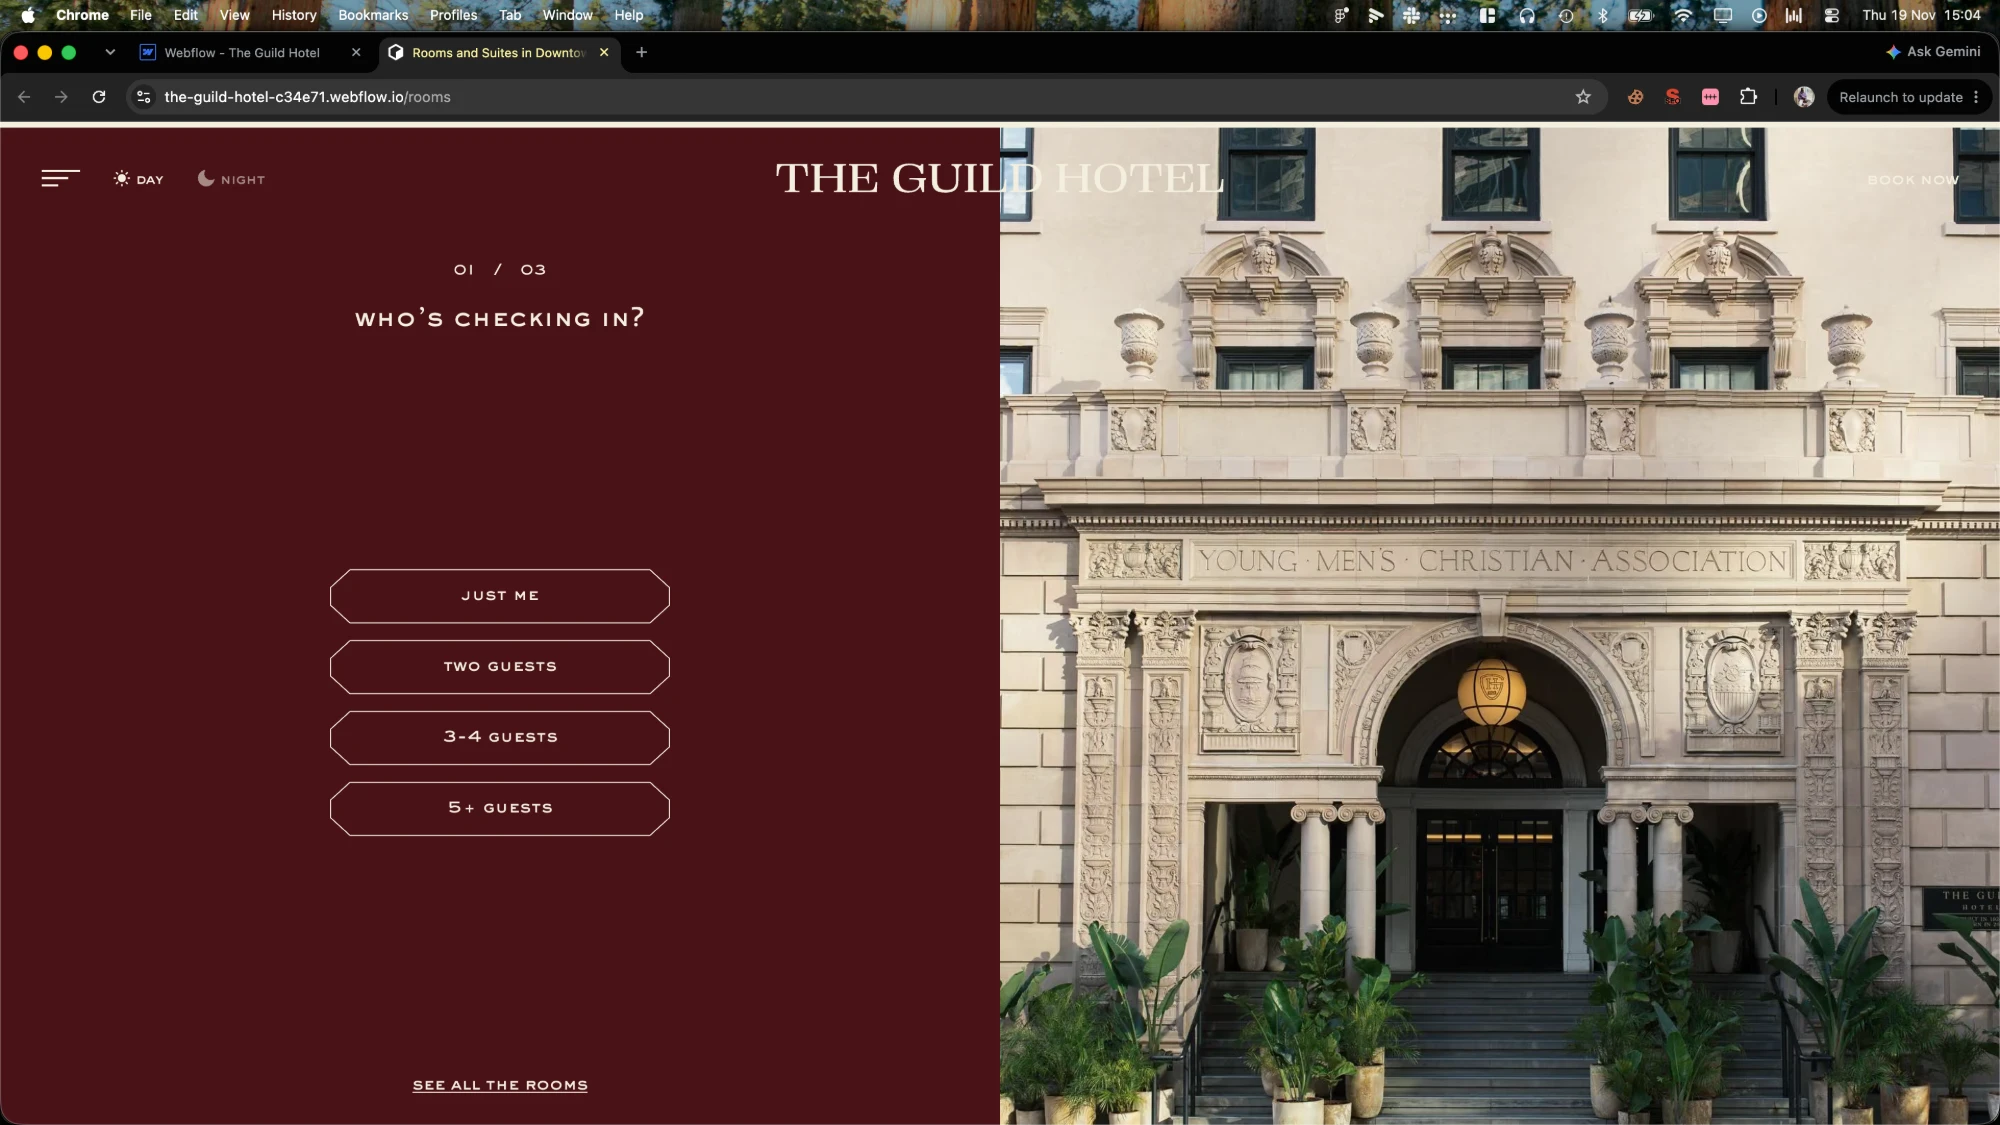 Chrome File Edit View History Bookmarks Profiles Tab Window Help Thu 19 Nov 15:04
Webflow - The Guild Hotel
Rooms and Suites in Downto
Ask Gemini
the-guild-hotel-c34e71.webflow.io/rooms
Relaunch to update
DAY
NIGHT
THE GUILD HOTEL
BOOK NOW
01 / 03
WHO'S CHECKING IN?
JUST ME
TWO GUESTS
3-4 GUESTS
5+ GUESTS
SEE ALL THE ROOMS
YOUNG · MEN'S · CHRISTIAN · ASSOCIATION
THE GU
HOTE